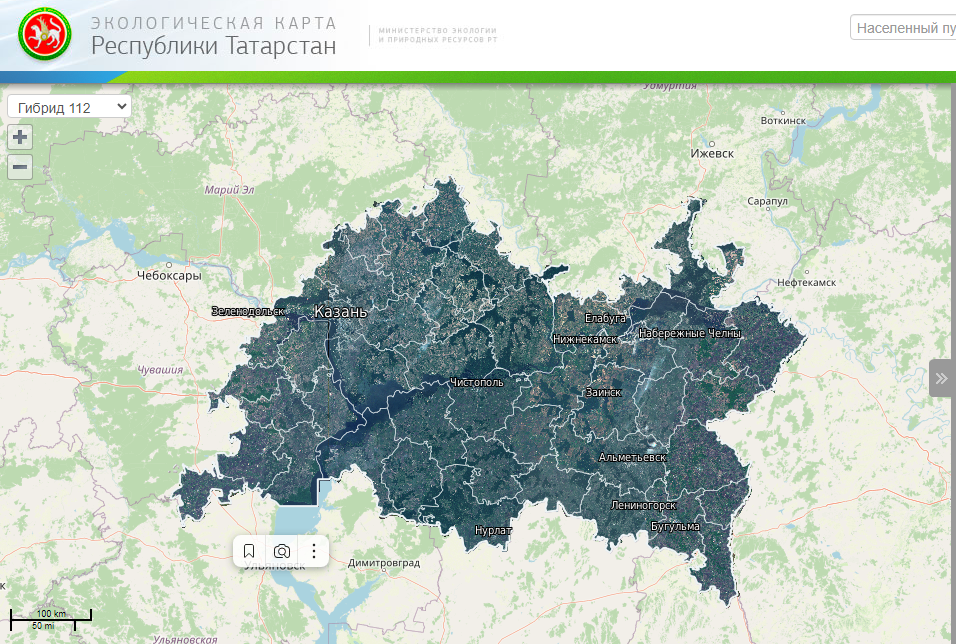 ЭКОЛОГИЧЕСКАЯ КАРТА
Республики Татарстан
МИНИСТЕРСТВО ЭКОЛОГИИ
И ПРИРОДНЫХ РЕСУРСОВ РТ
Населенный пу
Гибрид 112
Удмуртия
Воткинск
Ижевск
Марий Эл
Сарапул
Чебоксары
Нефтекамск
Зеленодольск
Казань
Елабуга
Набережные Челны
Нижнекамск
Чувашия
Чистополь
Заинск
Альметьевск
Лениногорск
Бугульма
Нурлат
Ульяновск
Димитровград
100 km
50 mi
Ульяновская